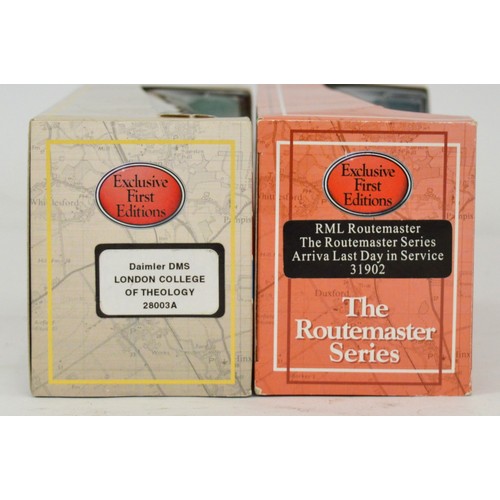 Exclusive
First
Editions
Daimler DMS
LONDON COLLEGE
OF THEOLOGY
28003A
Exclusive
First
Editions
RML Routemaster
The Routemaster Series
Arriva Last Day in Service
31902
Duxford
The
Routemaster
Series